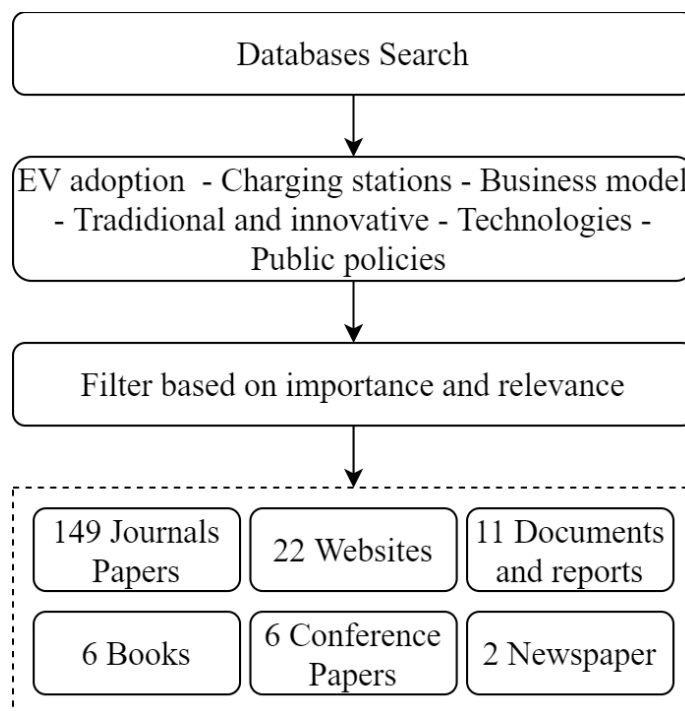 Databases Search
EV adoption - Charging stations - Business model
- Tradidional and innovative - Technologies -
Public policies
Filter based on importance and relevance
149 Journals
Papers
22 Websites
11 Documents
and reports
6 Books
6 Conference
Papers
2 Newspaper